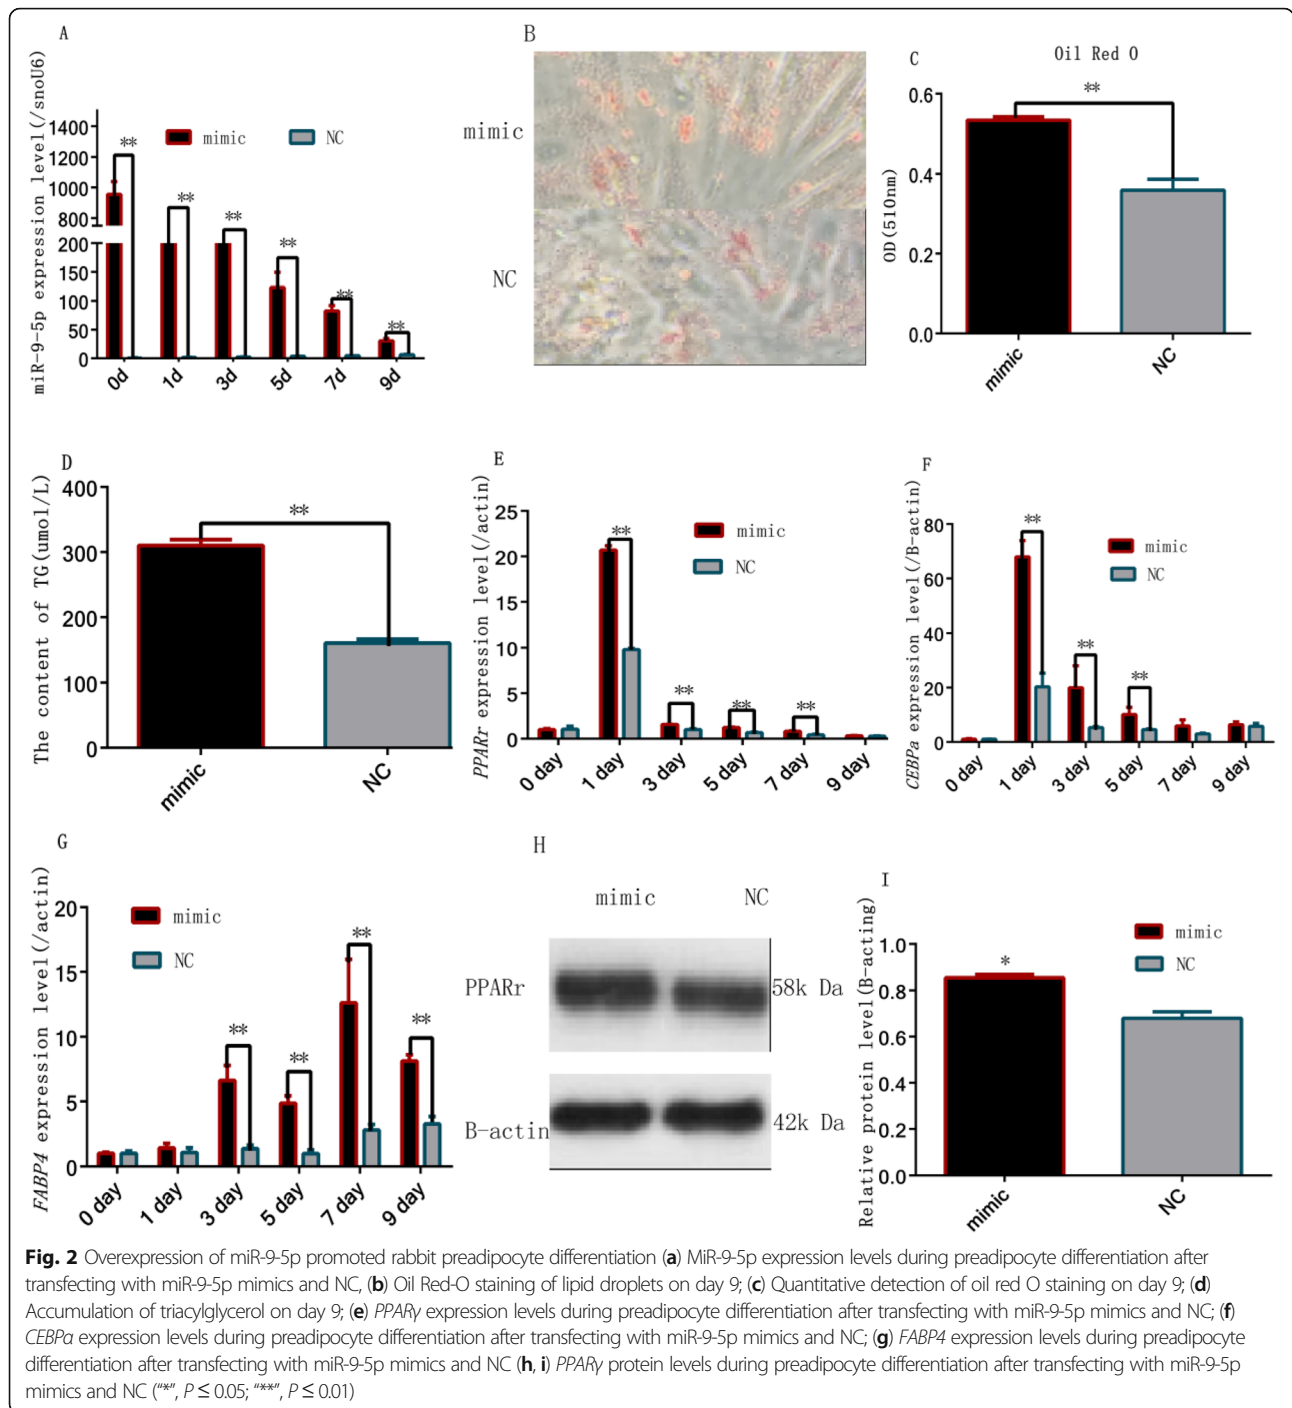 A
miR-9-5p expression level(/snoU6)
1400
1200
1000
800
200
150
100
50
0
mimic
NC
**
**
**
**
**
**
0d
1d
3d
5d
7d
9d
B
mimic
NC
C
Oil Red O
OD(510nm)
0.6
0.4
0.2
0.0
**
mimic
NC
D
The content of TG(umol/L)
400
300
200
100
0
**
mimic
NC
E
PPARr expression level(/actin)
25
20
15
10
5
0
mimic
NC
**
**
**
**
0 day
1 day
3 day
5 day
7 day
9 day
F
CEBPa expression level(/B-actin)
80
60
40
20
0
mimic
NC
**
**
**
0 day
1 day
3 day
5 day
7 day
9 day
G
FABP4 expression level(/actin)
20
15
10
5
0
mimic
NC
**
**
**
**
0 day
1 day
3 day
5 day
7 day
9 day
H
mimic NC
PPARr 58k Da
B-actin 42k Da
I
Relative protein level(B-acting)
1.0
0.8
0.6
0.4
0.2
0.0
mimic
NC
*
mimic
NC
Fig. 2 Overexpression of miR-9-5p promoted rabbit preadipocyte differentiation (a) MiR-9-5p expression levels during preadipocyte differentiation after
transfecting with miR-9-5p mimics and NC, (b) Oil Red-O staining of lipid droplets on day 9; (c) Quantitative detection of oil red O staining on day 9; (d)
Accumulation of triacylglycerol on day 9; (e) PPARγ expression levels during preadipocyte differentiation after transfecting with miR-9-5p mimics and NC; (f)
CEBPα expression levels during preadipocyte differentiation after transfecting with miR-9-5p mimics and NC; (g) FABP4 expression levels during preadipocyte
differentiation after transfecting with miR-9-5p mimics and NC (h, i) PPARγ protein levels during preadipocyte differentiation after transfecting with miR-9-5p
mimics and NC (“*”, P ≤ 0.05; “**”, P ≤ 0.01)